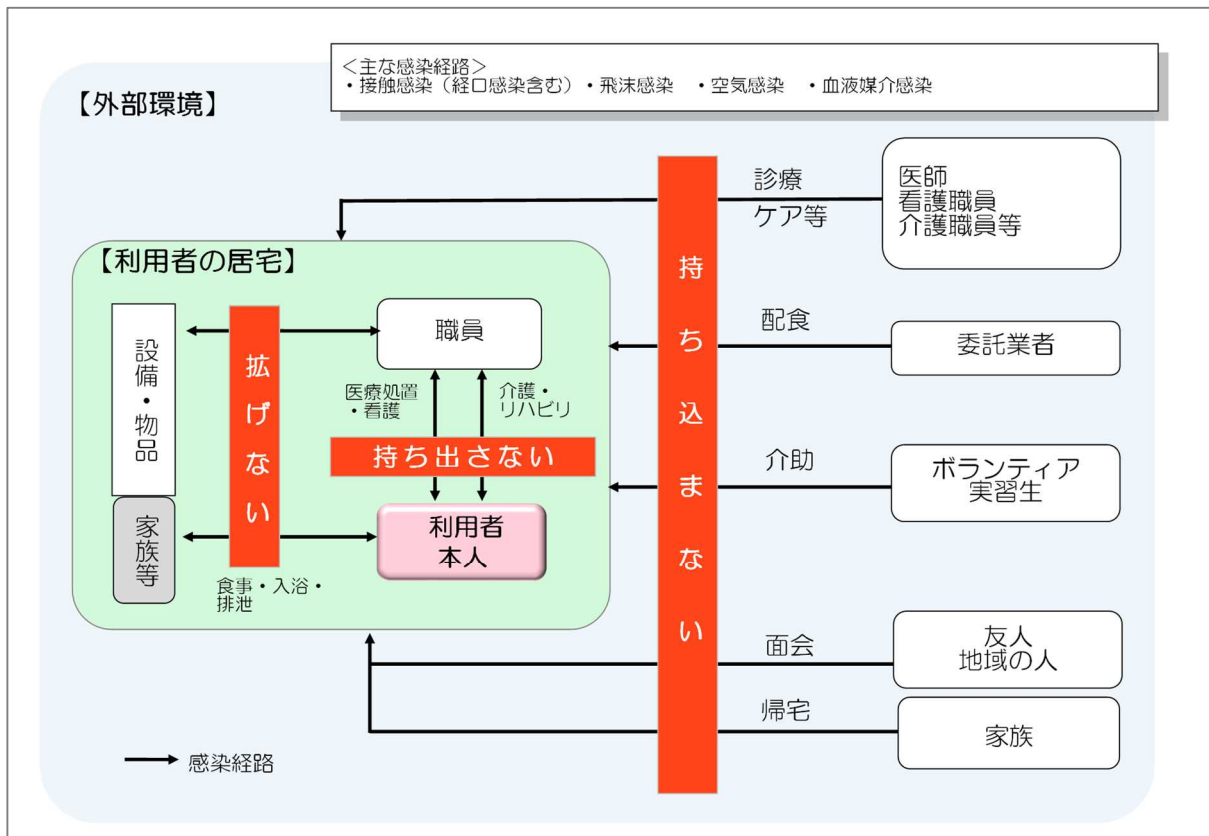 ＜主な感染経路＞
・接触感染（経口感染含む）・飛沫感染　・空気感染　・血液媒介感染
【外部環境】
診療
ケア等
医師
看護職員
介護職員等
【利用者の居宅】
設備・物品
家族等
拡げない
職員
医療処置
・看護
介護・
リハビリ
持ち出さない
利用者
本人
食事・入浴・
排泄
持ち込まない
配食
委託業者
介助
ボランティア
実習生
面会
友人
地域の人
帰宅
家族
感染経路